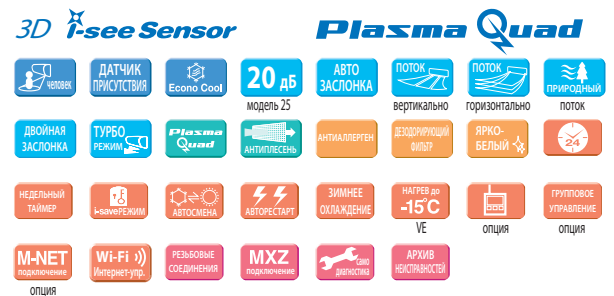 3D i-see Sensor Plasma Quad
человек
ДАТЧИК
ПРИСУТСТВИЯ
Econo Cool
20 дБ
модель 25
АВТО
ЗАСЛОНКА
ПОТОК
вертикально
ПОТОК
горизонтально
ПРИРОДНЫЙ
поток
ДВОЙНАЯ
ЗАСЛОНКА
ТУРБО
РЕЖИМ
Plasma
Quad
АНТИПЛЕСЕНЬ
АНТИАЛЛЕРГЕН
ДЕЗОДОРИРУЮЩИЙ
ФИЛЬТР
ЯРКО-
БЕЛЫЙ
24
НЕДЕЛЬНЫЙ
ТАЙМЕР
i-saveРЕЖИМ
АВТОСМЕНА
АВТОРЕСТАРТ
ЗИМНЕЕ
ОХЛАЖДЕНИЕ
НАГРЕВ до
-15°C
VE
опция
ГРУППОВОЕ
УПРАВЛЕНИЕ
опция
M-NET
подключение
опция
Wi-Fi
Интернет-упр.
РЕЗЬБОВЫЕ
СОЕДИНЕНИЯ
MXZ
подключение
Само
диагностика
АРХИВ
НЕИСПРАВНОСТЕЙ